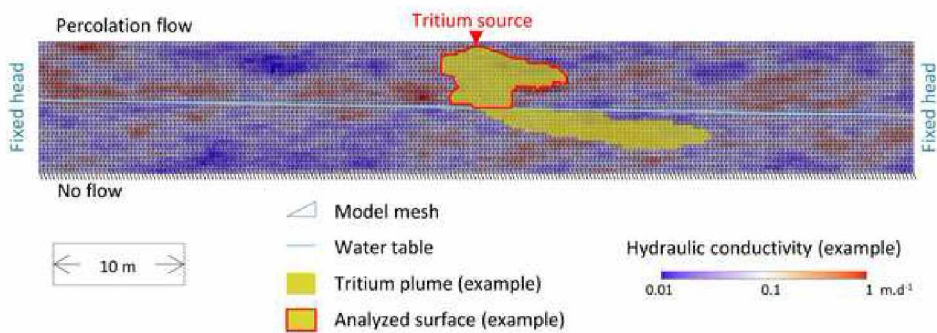 Percolation flow
Tritium source
Fixed head
Fixed head
No flow
Model mesh
Water table
10 m
Tritium plume (example)
Analyzed surface (example)
Hydraulic conductivity (example)
0.01 0.1 1 m.d⁻¹